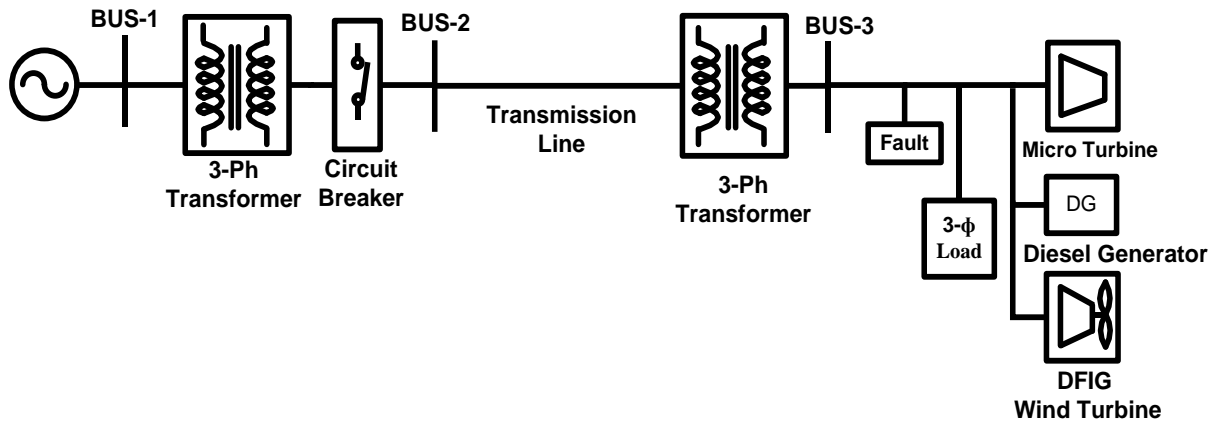 BUS-1
BUS-2
BUS-3
3-Ph
Transformer
Circuit
Breaker
Transmission
Line
3-Ph
Transformer
Fault
3-ϕ
Load
Micro Turbine
DG
Diesel Generator
DFIG
Wind Turbine